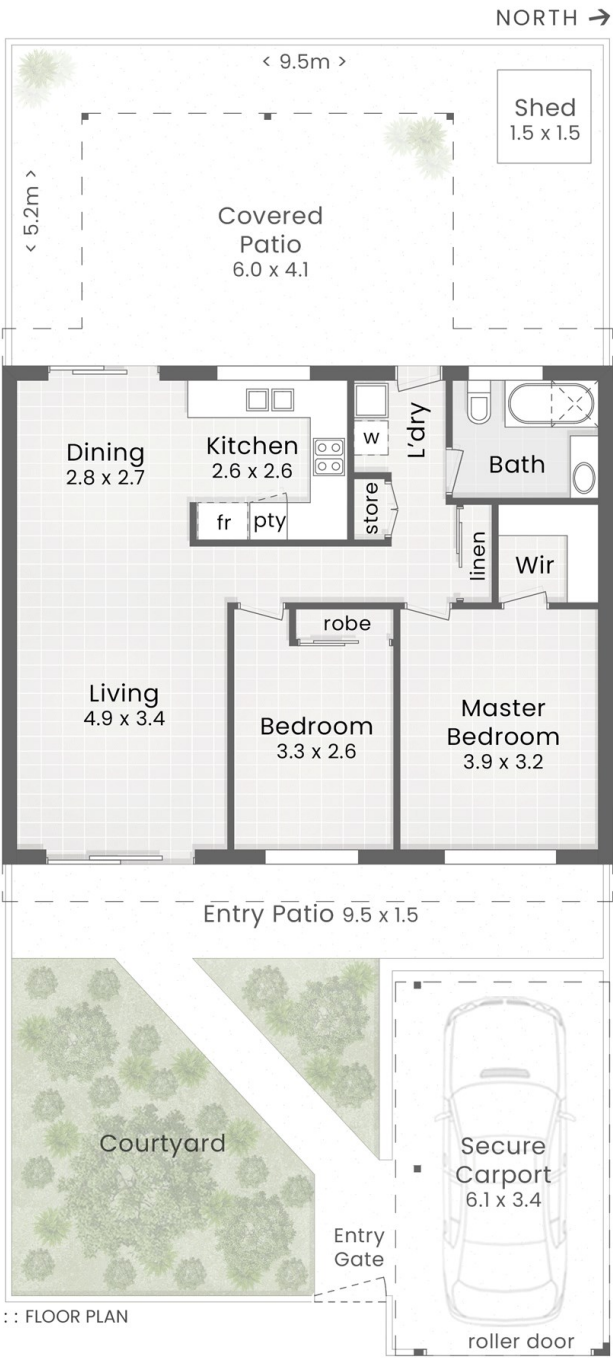 NORTH →
< 9.5m >
Shed
1.5 x 1.5
< 5.2m >
Covered
Patio
6.0 x 4.1
Dining
2.8 x 2.7
Kitchen
2.6 x 2.6
fr
pty
w
L'dry
store
Bath
linen
Wir
robe
Living
4.9 x 3.4
Bedroom
3.3 x 2.6
Master
Bedroom
3.9 x 3.2
Entry Patio 9.5 x 1.5
Courtyard
Secure
Carport
6.1 x 3.4
Entry
Gate
roller door
: : FLOOR PLAN